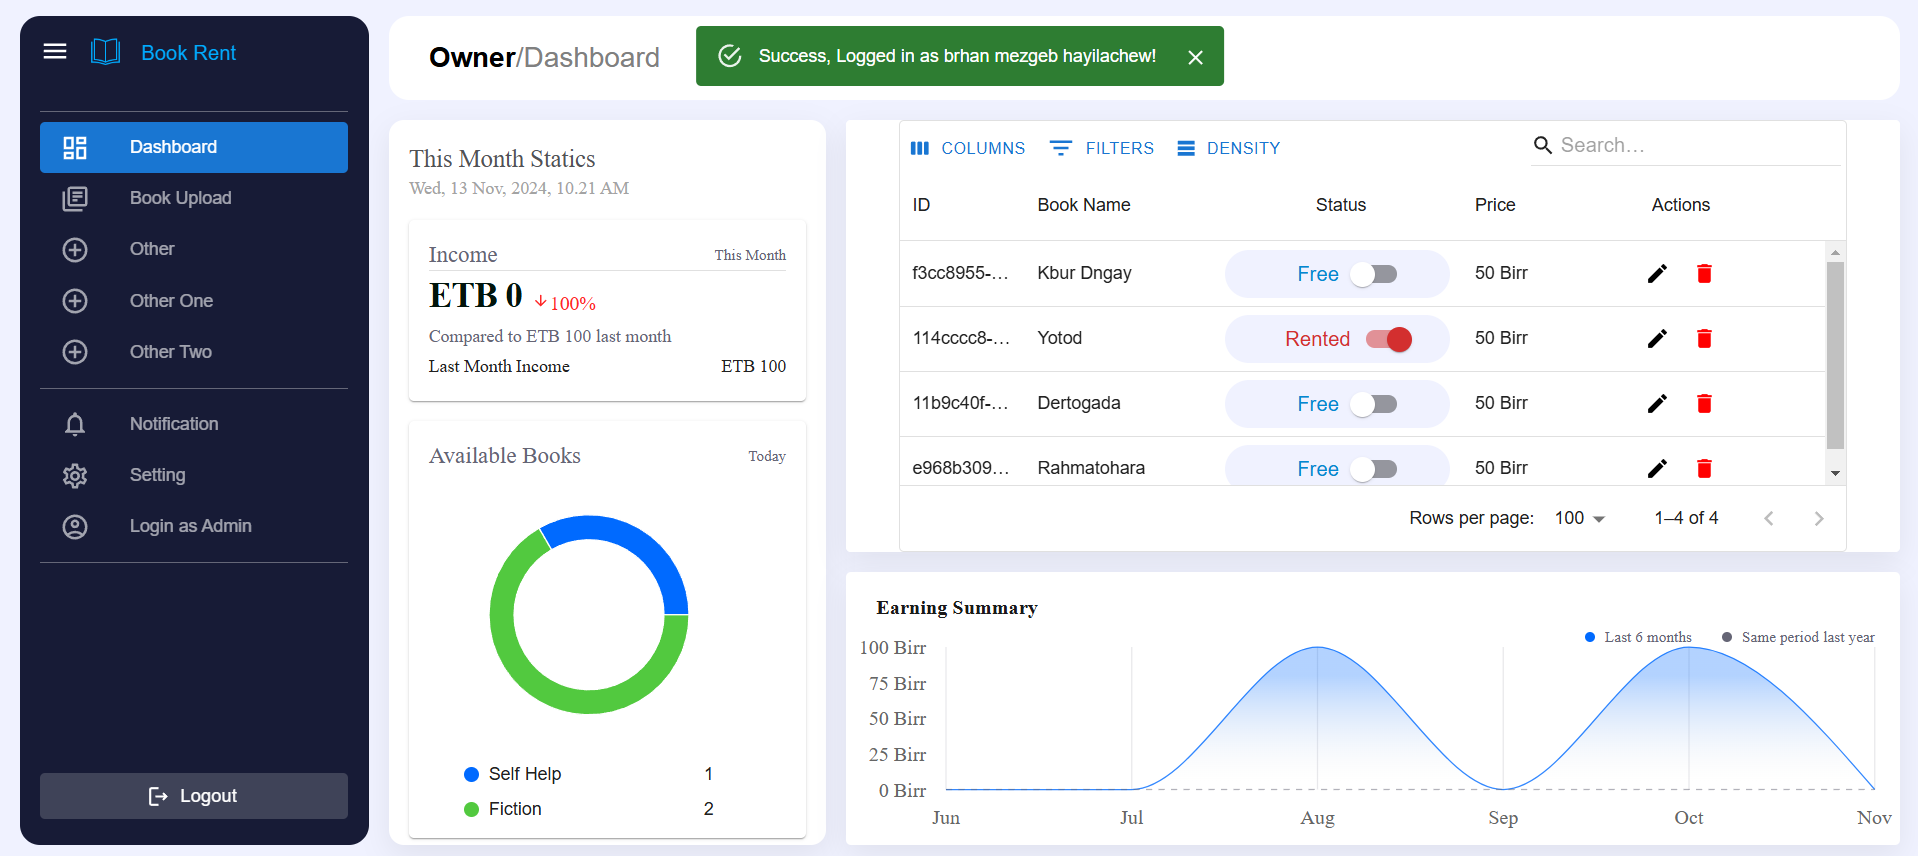 Book Rent
Dashboard
Book Upload
Other
Other One
Other Two
Notification
Setting
Login as Admin
Logout
Owner/Dashboard
Success, Logged in as brhan mezgeb hayilachew!
This Month Statics
Wed, 13 Nov, 2024, 10.21 AM
Income This Month
ETB 0 100%
Compared to ETB 100 last month
Last Month Income ETB 100
Available Books Today
Self Help 1
Fiction 2
COLUMNS FILTERS DENSITY Search…
ID Book Name Status Price Actions
f3cc8955-… Kbur Dngay Free 50 Birr
114cccc8-… Yotod Rented 50 Birr
11b9c40f-… Dertogada Free 50 Birr
e968b309… Rahmatohara Free 50 Birr
Rows per page: 100 1–4 of 4
Earning Summary
Last 6 months Same period last year
100 Birr
75 Birr
50 Birr
25 Birr
0 Birr
Jun Jul Aug Sep Oct Nov